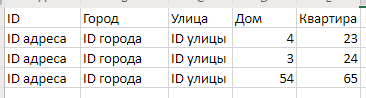 ID Город Улица Дом Квартира
ID адреса ID города ID улицы 4 23
ID адреса ID города ID улицы 3 24
ID адреса ID города ID улицы 54 65